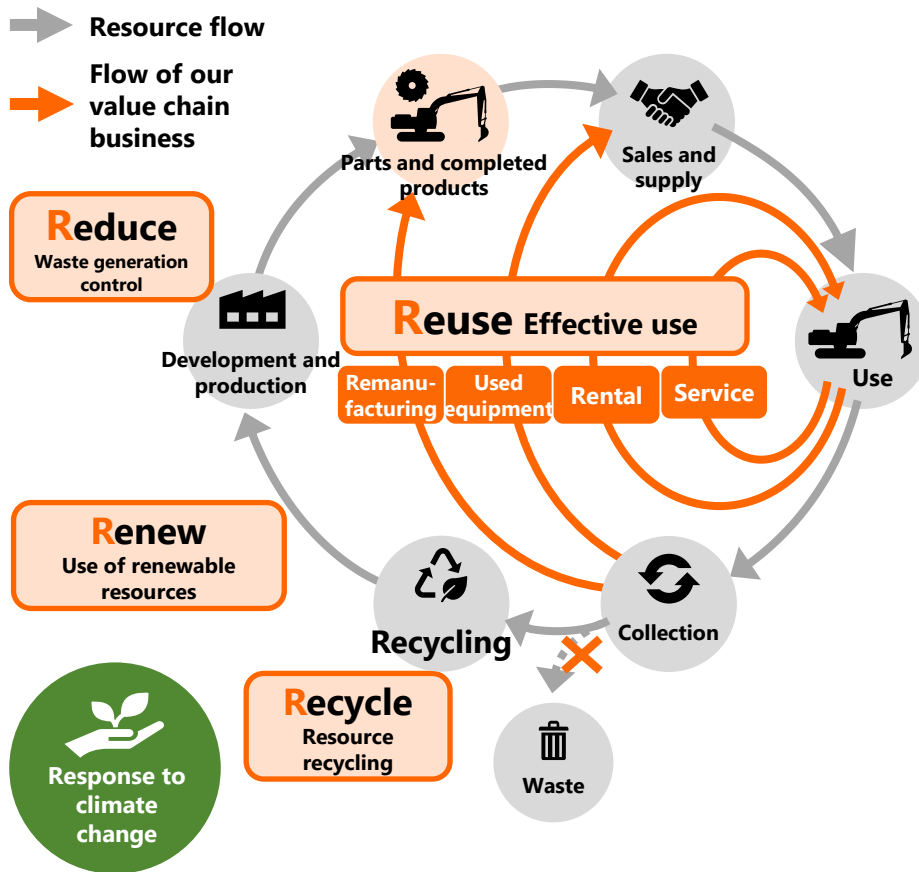 Resource flow
Flow of our
value chain
business
Parts and completed
products
Sales and
supply
Reduce
Waste generation
control
Development and
production
Reuse Effective use
Use
Remanu-
facturing
Used
equipment
Rental
Service
Renew
Use of renewable
resources
Recycling
Collection
Recycle
Resource
recycling
Waste
Response to
climate
change